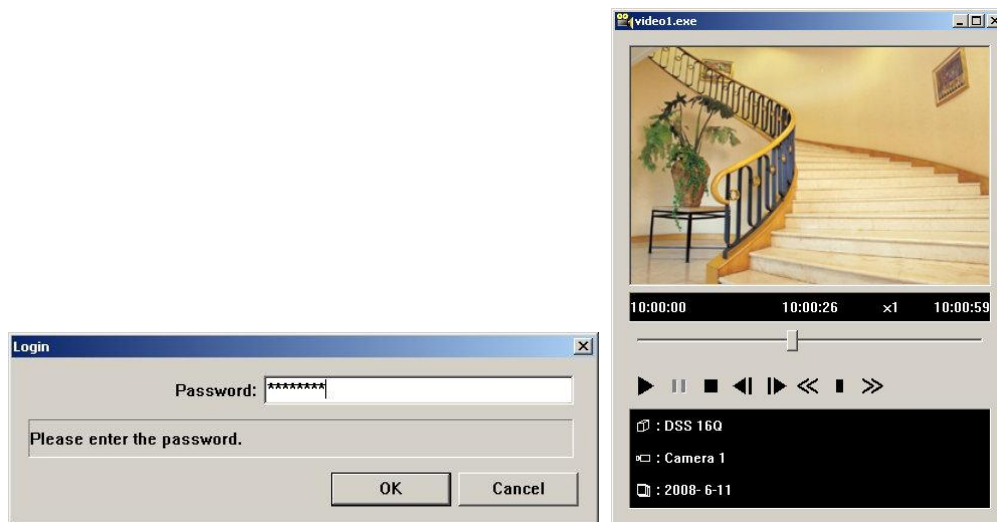 Login
Password: ********
Please enter the password.
OK Cancel
video1.exe
10:00:00 10:00:26 x1 10:00:59
: DSS 16Q
: Camera 1
: 2008- 6-11